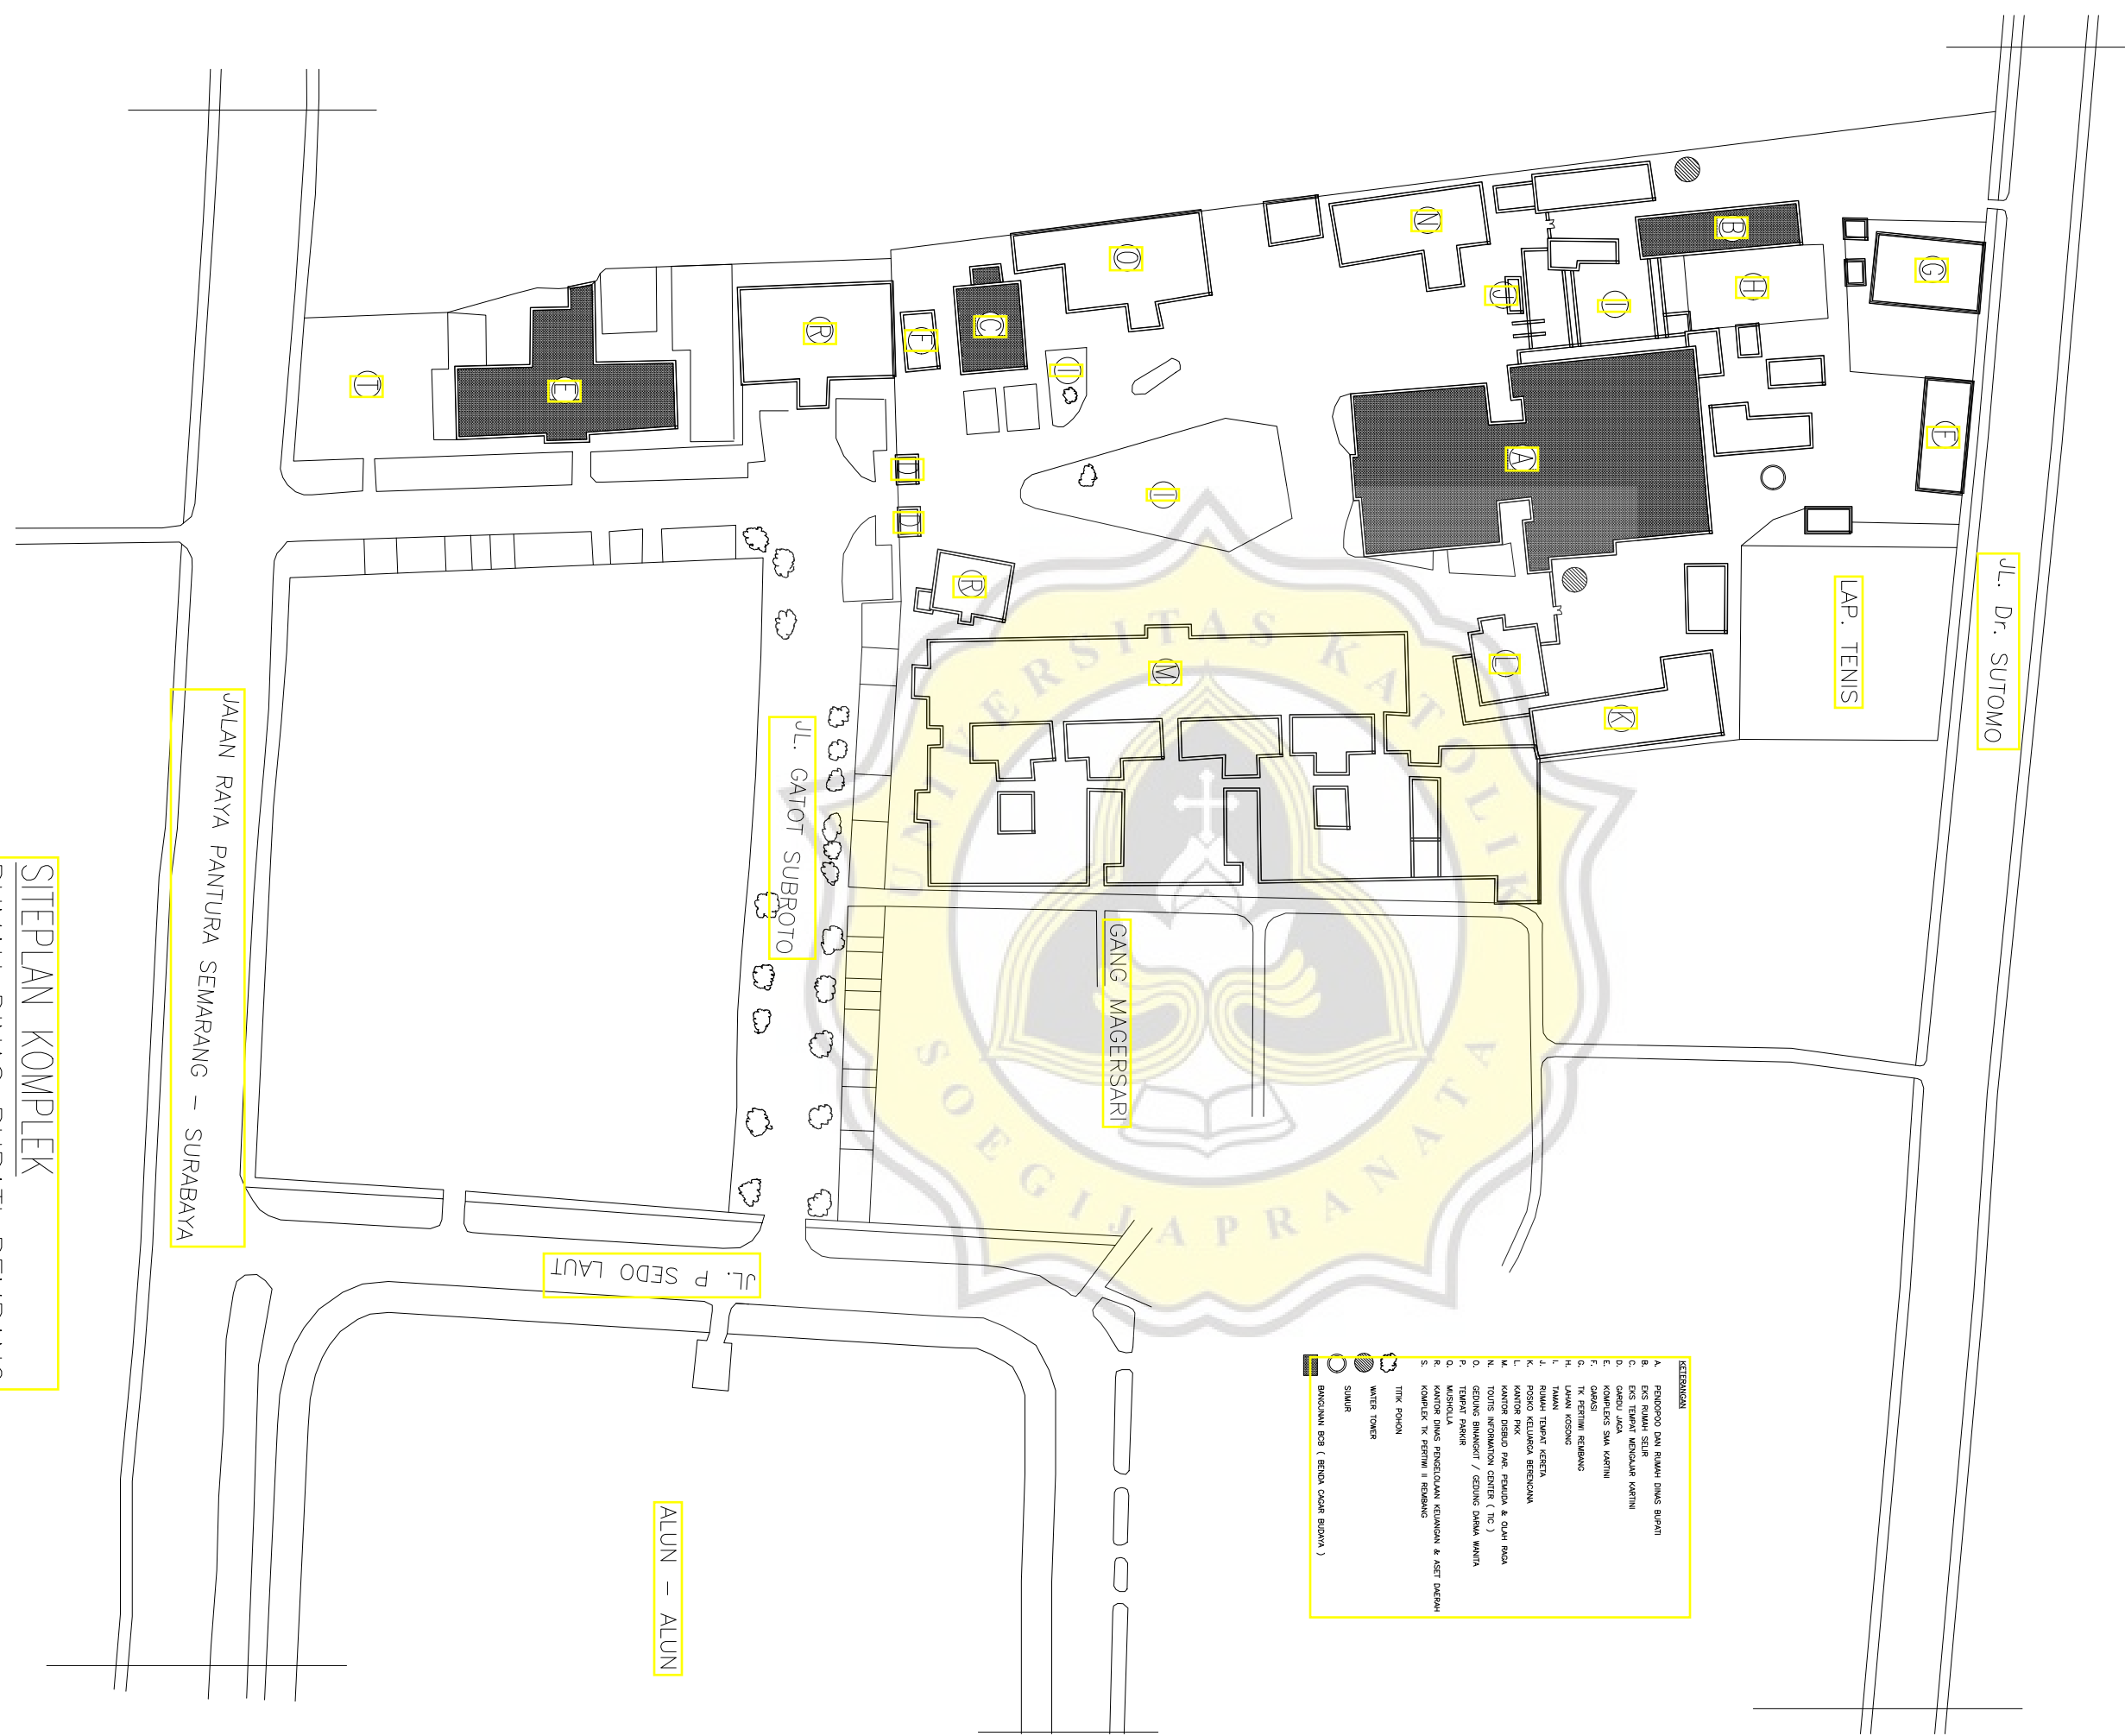 SITEPLAN KOMPLEK
JALAN RAYA PANTURA SEMARANG – SURABAYA
JL. GATOT SUBROTO
JL. P SEDO LAUT
GANG MAGERSARI
ALUN – ALUN
JL. Dr. SUTOMO
LAP. TENIS
A
B
C
D
D
E
F
F
G
H
I
I
I
J
K
L
M
N
O
R
R
T
KETERANGAN
A. PENDOPOO DAN RUMAH DINAS BUPATI
B. EKS RUMAH SELIR
C. EKS TEMPAT MENGAJAR KARTINI
D. GARDU JAGA
E. KOMPLEKS SMA KARTINI
F. GARASI
G. TK PERTIWI REMBANG
H. LAHAN KOSONG
I. TAMAN
J. RUMAH TEMPAT KERETA
K. POSKO KELUARGA BERENCANA
L. KANTOR PKK
M. KANTOR DISBUD PAR. PEMUDA & OLAH RAGA
N. TOUTIS INFORMATION CENTER ( TIC )
O. GEDUNG BINANGKIT / GEDUNG DARMA WANITA
P. TEMPAT PARKIR
Q. MUSHOLLA
R. KANTOR DINAS PENGELOLAAN KEUANGAN & ASET DAERAH
S. KOMPLEK TK PERTIWI II REMBANG
TITIK POHON
WATER TOWER
SUMUR
BANGUNAN BCB ( BENDA CAGAR BUDAYA )
UNIVERSITAS KATOLIK
SOEGIJAPRANATA